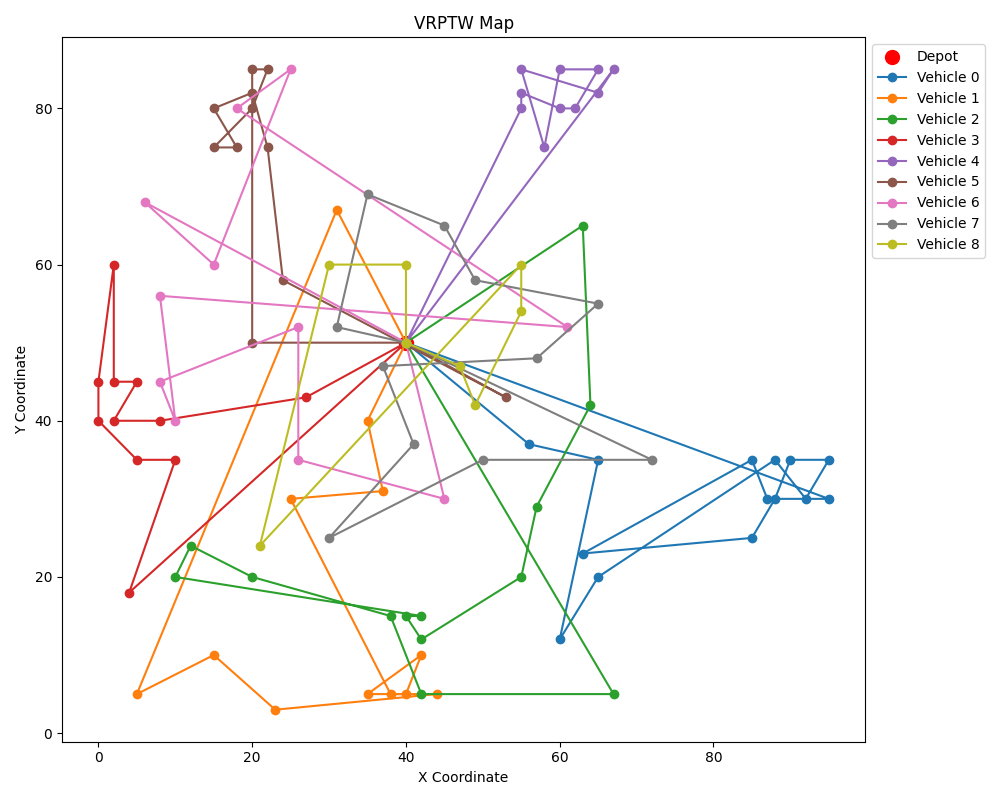 VRPTW Map
Depot
Vehicle 0
Vehicle 1
Vehicle 2
Vehicle 3
Vehicle 4
Vehicle 5
Vehicle 6
Vehicle 7
Vehicle 8
80
60
40
20
0
Y Coordinate
0 20 40 60 80
X Coordinate